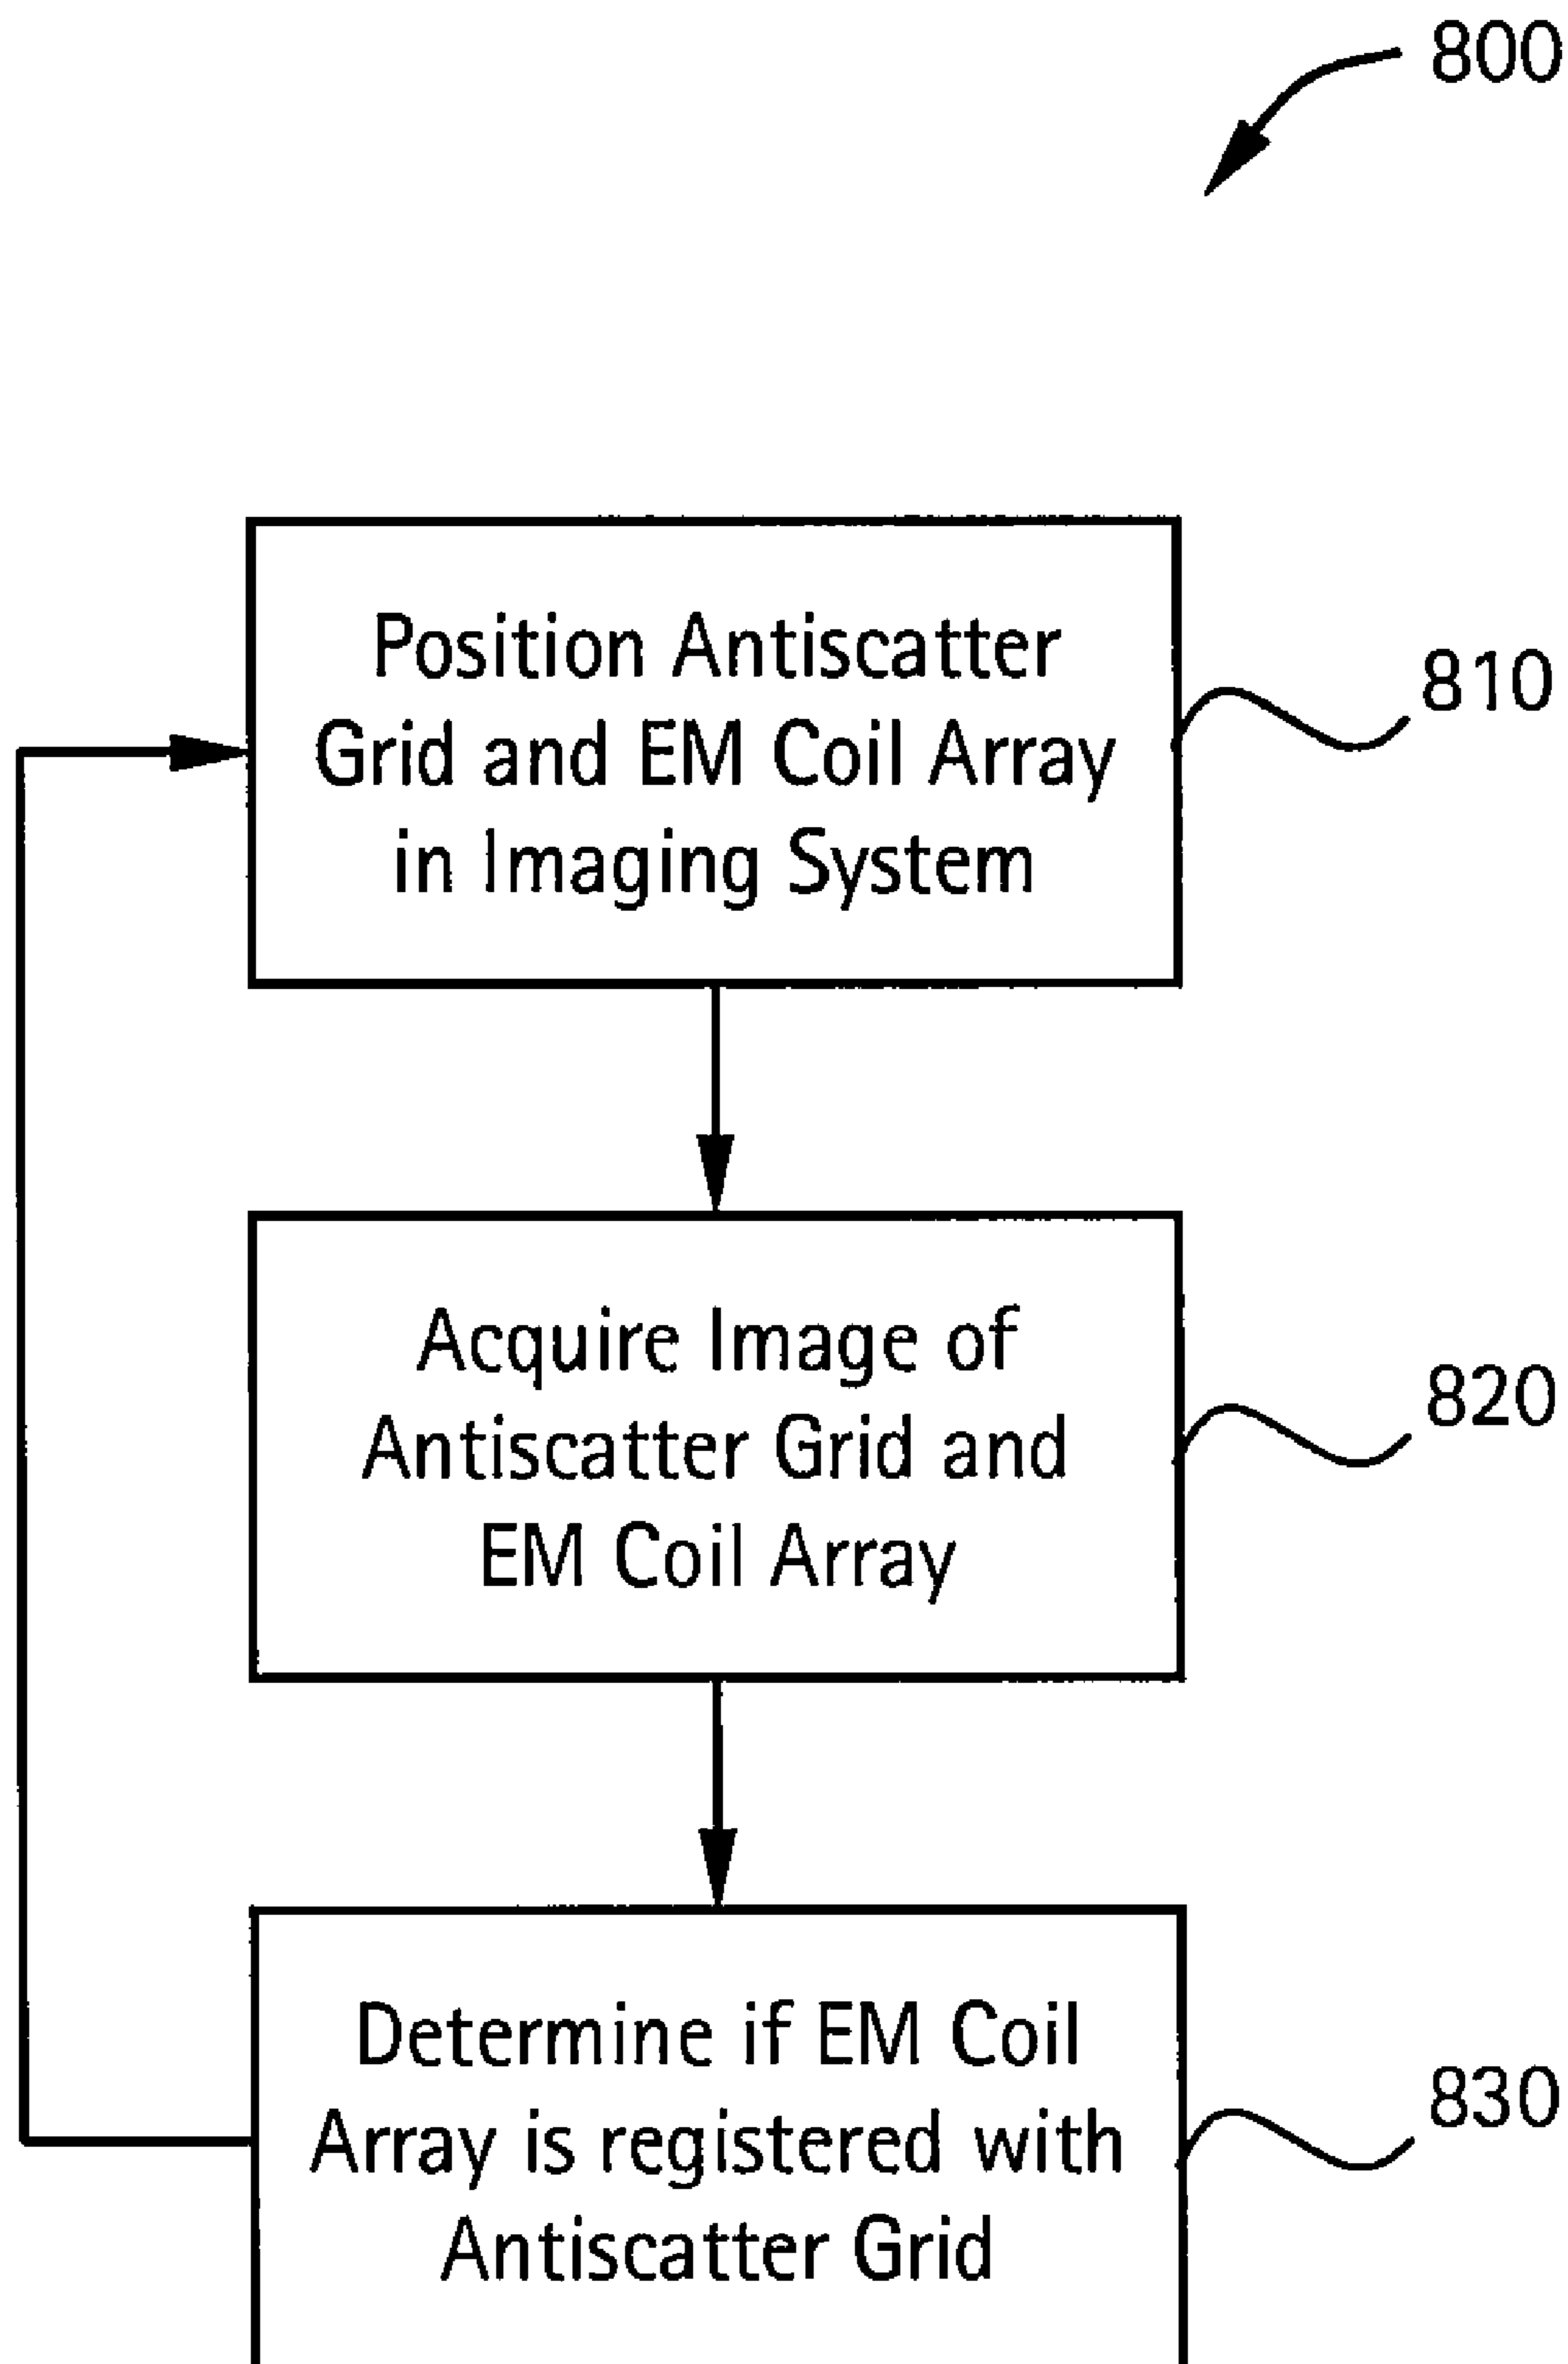 800
Position Antiscatter
Grid and EM Coil Array
in Imaging System
810
Acquire Image of
Antiscatter Grid and
EM Coil Array
820
Determine if EM Coil
Array is registered with
Antiscatter Grid
830